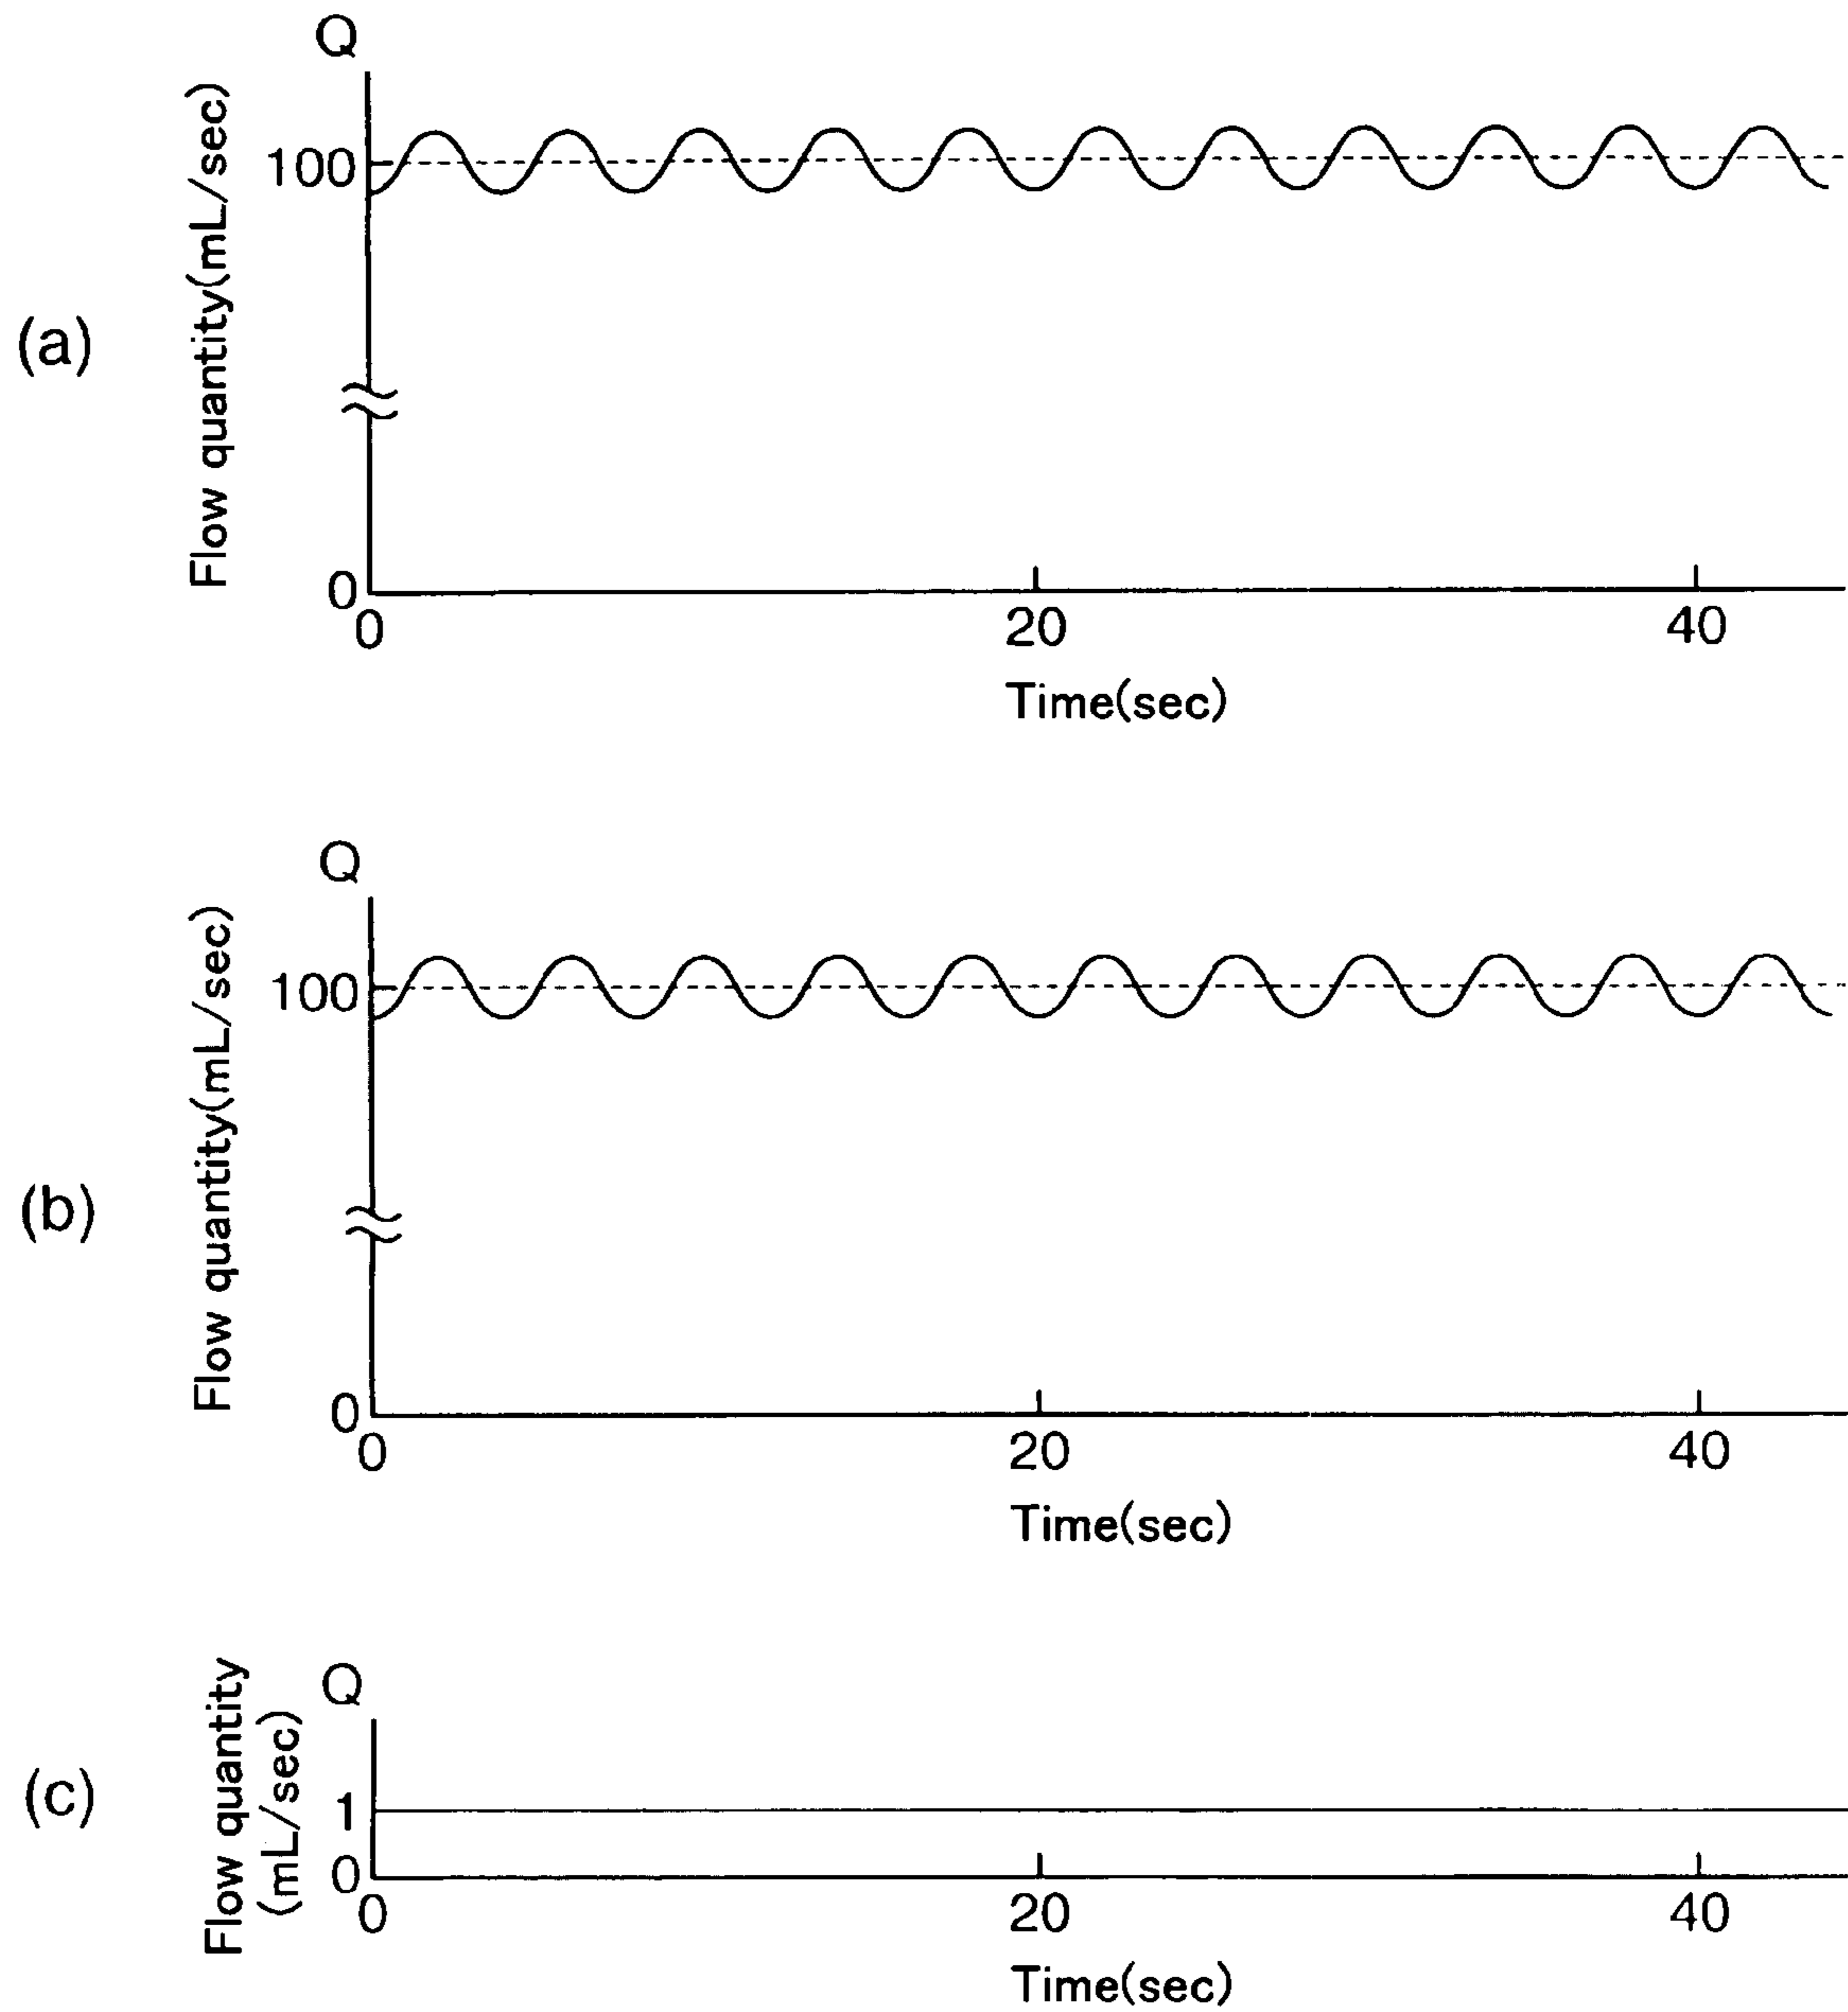 (a)
Q
Flow quantity(mL/sec)
100
0
0
20
40
Time(sec)
(b)
Q
Flow quantity(mL/sec)
100
0
0
20
40
Time(sec)
(c)
Q
Flow quantity
(mL/sec)
1
0
0
20
40
Time(sec)